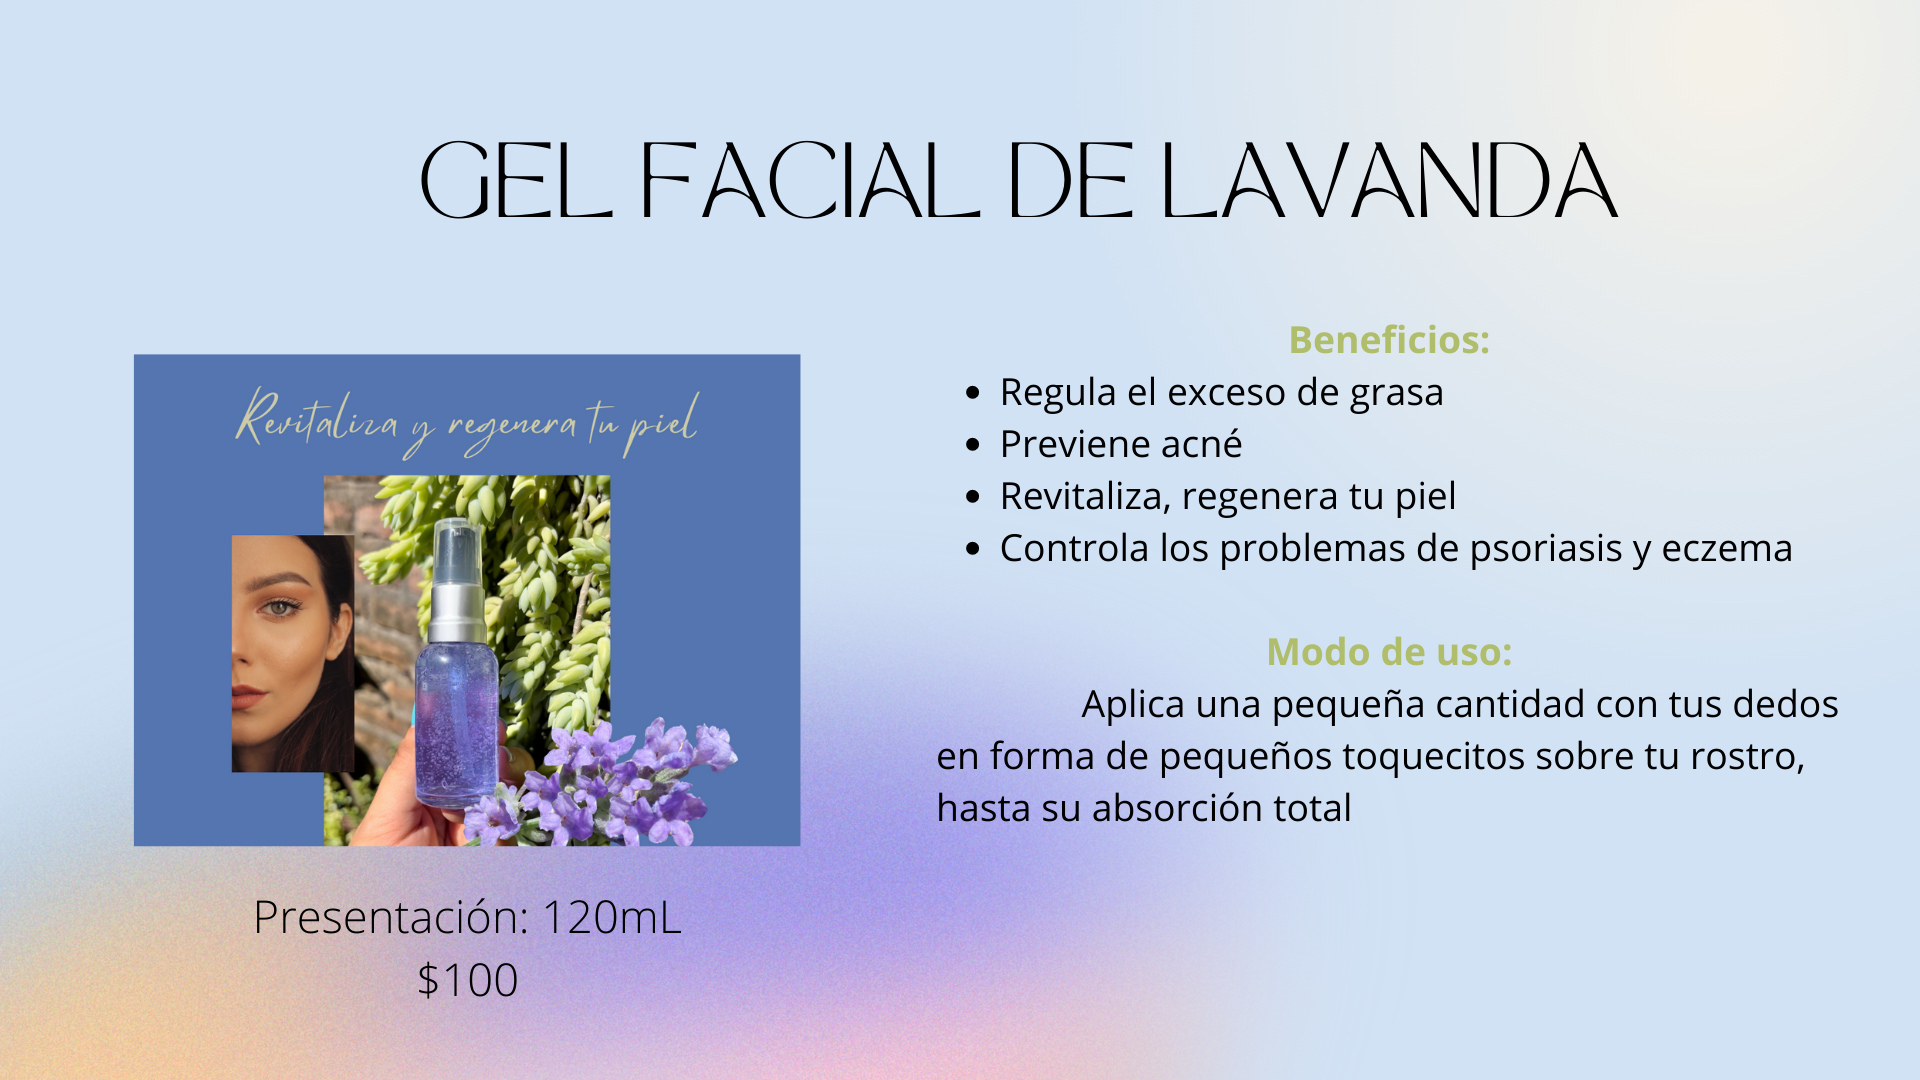 GEL FACIAL DE LAVANDA
Revitaliza y regenera tu piel
Presentación: 120mL
$100
Beneficios:
• Regula el exceso de grasa
• Previene acné
• Revitaliza, regenera tu piel
• Controla los problemas de psoriasis y eczema
Modo de uso:
Aplica una pequeña cantidad con tus dedos
en forma de pequeños toquecitos sobre tu rostro,
hasta su absorción total